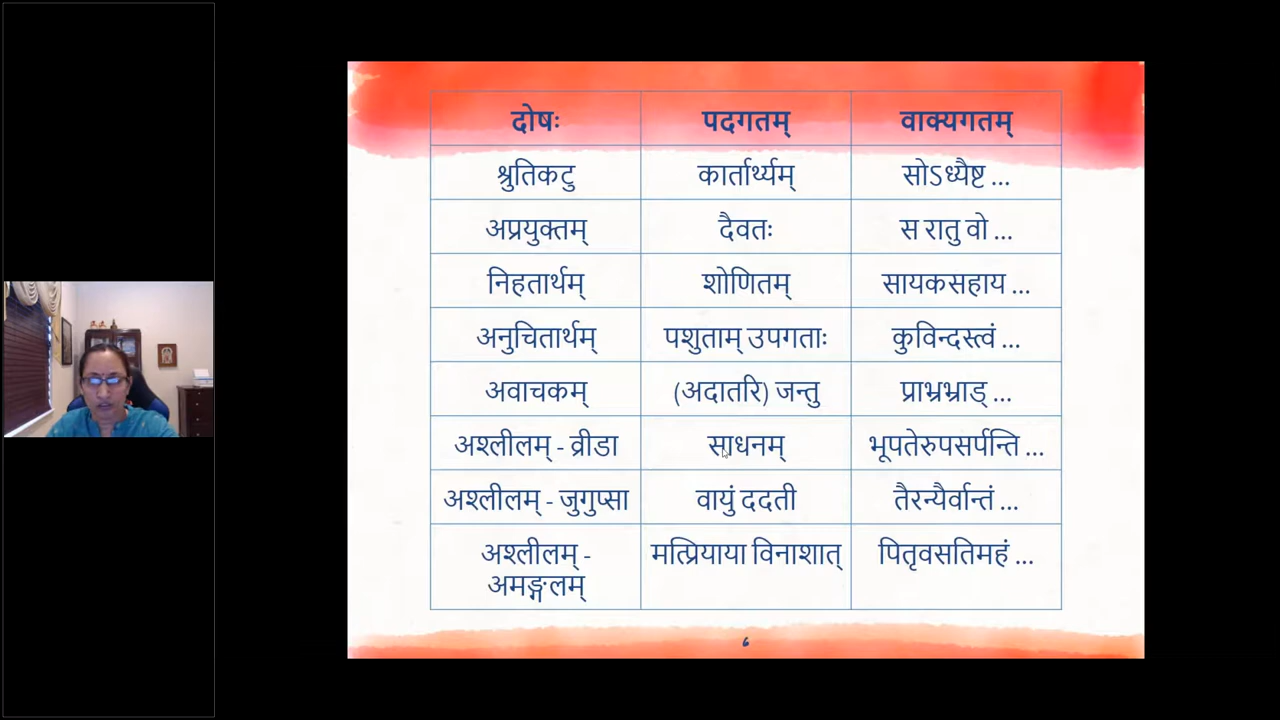 दोषः पदगतम् वाक्यगतम्
श्रुतिकटु कार्तार्थ्यम् सोऽध्यैष्ट ...
अप्रयुक्तम् दैवतः स रातु वो ...
निहतार्थम् शोणितम् सायकसहाय ...
अनुचितार्थम् पशुताम् उपगताः कुविन्दस्त्वं ...
अवाचकम् (अदातरि) जन्तु प्राभ्रभ्राड् ...
अश्लीलम् - व्रीडा साधनम् भूपतेरुपसर्पन्ति ...
अश्लीलम् - जुगुप्सा वायुं ददती तैरन्यैर्वान्तं ...
अश्लीलम् - मत्प्रियाया विनाशात् पितृवसतिमहं ...
अमङ्गलम्